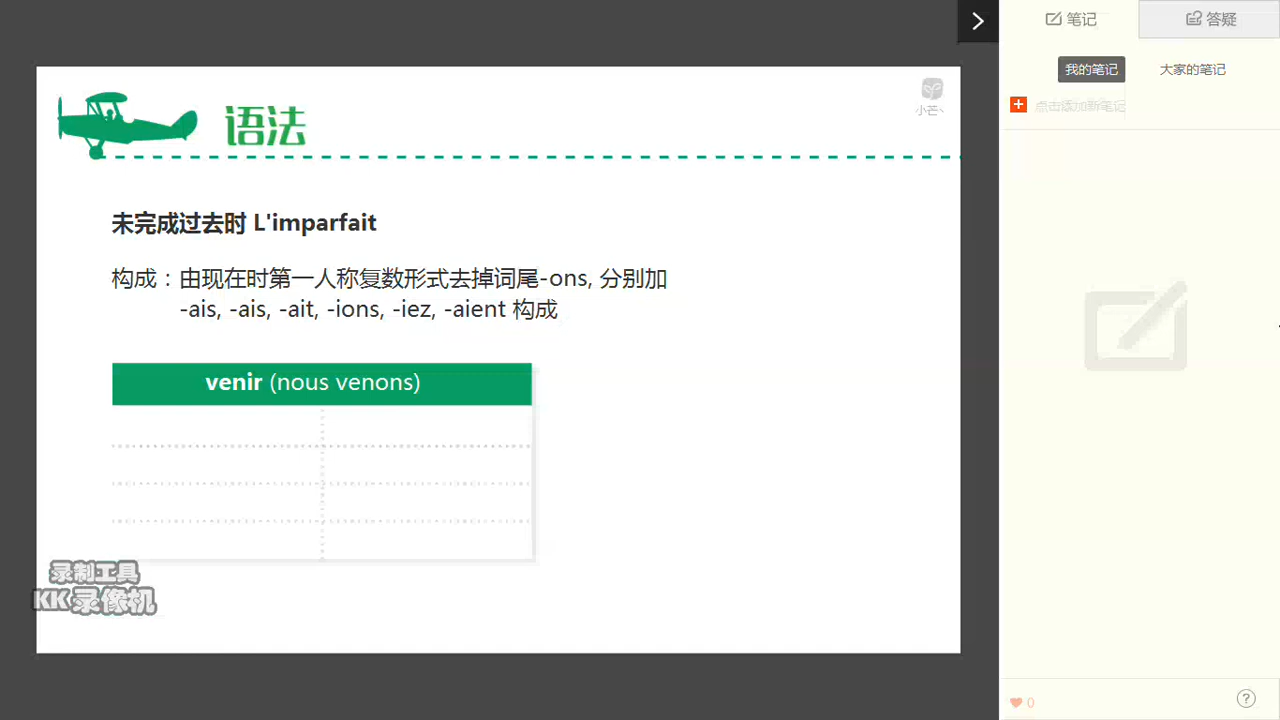 笔记
答疑
我的笔记
大家的笔记
点击添加新笔记
语法
小芒
未完成过去时 L'imparfait
构成：由现在时第一人称复数形式去掉词尾-ons, 分别加
-ais, -ais, -ait, -ions, -iez, -aient 构成
venir (nous venons)
录制工具
KK 录像机
0
?